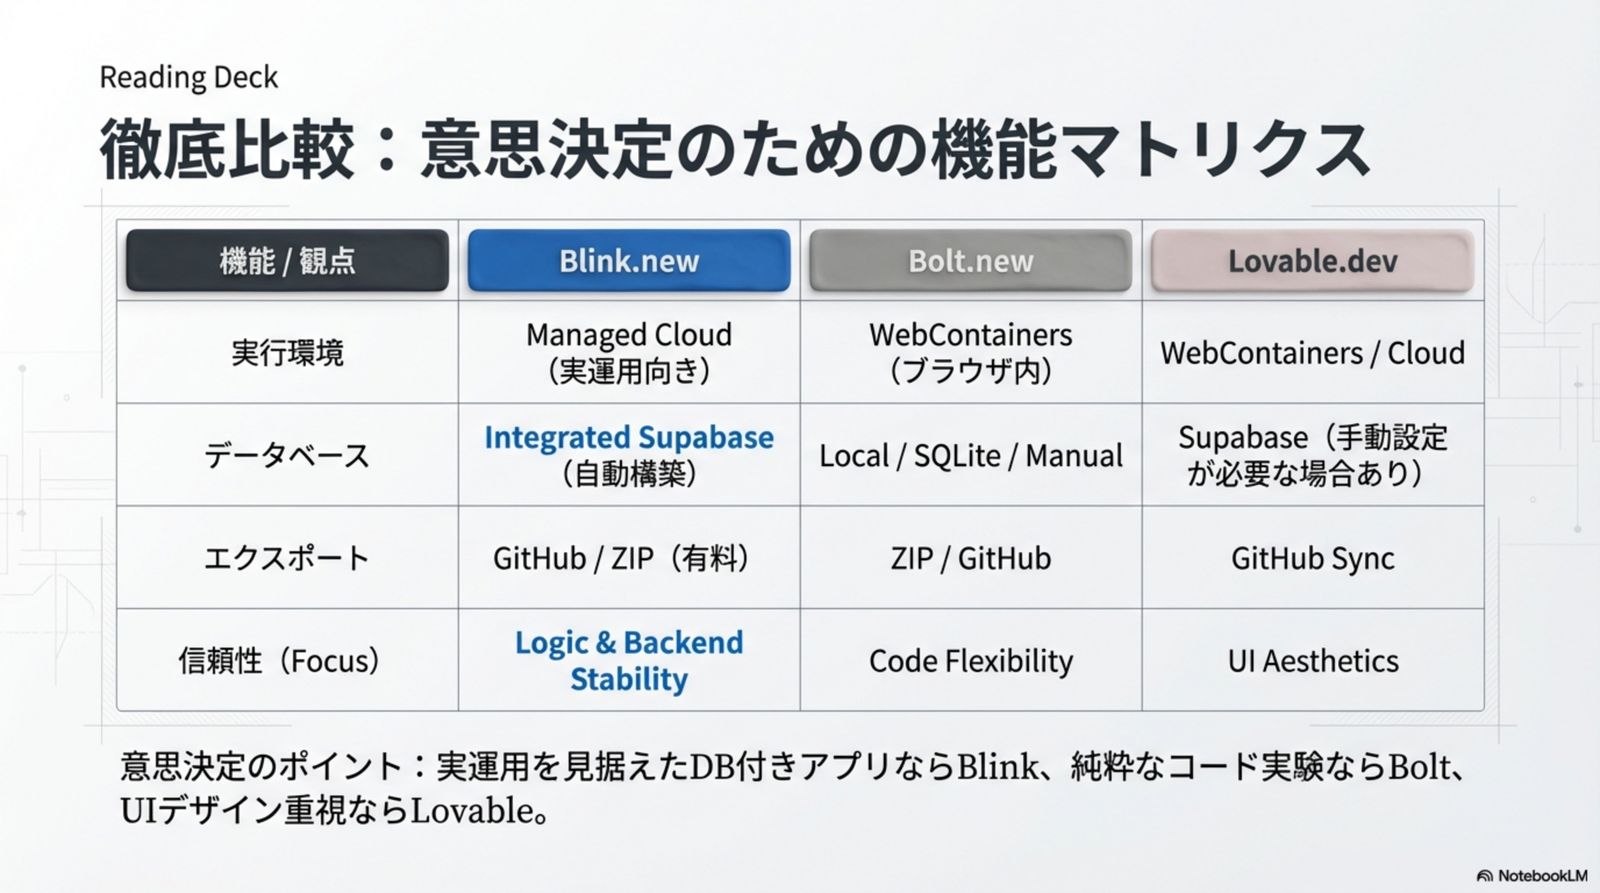 Reading Deck
徹底比較：意思決定のための機能マトリクス
機能 / 観点
Blink.new
Bolt.new
Lovable.dev
実行環境
Managed Cloud
（実運用向き）
WebContainers
（ブラウザ内）
WebContainers / Cloud
データベース
Integrated Supabase
（自動構築）
Local / SQLite / Manual
Supabase（手動設定
が必要な場合あり）
エクスポート
GitHub / ZIP（有料）
ZIP / GitHub
GitHub Sync
信頼性（Focus）
Logic & Backend
Stability
Code Flexibility
UI Aesthetics
意思決定のポイント：実運用を見据えたDB付きアプリならBlink、純粋なコード実験ならBolt、
UIデザイン重視ならLovable。
NotebookLM